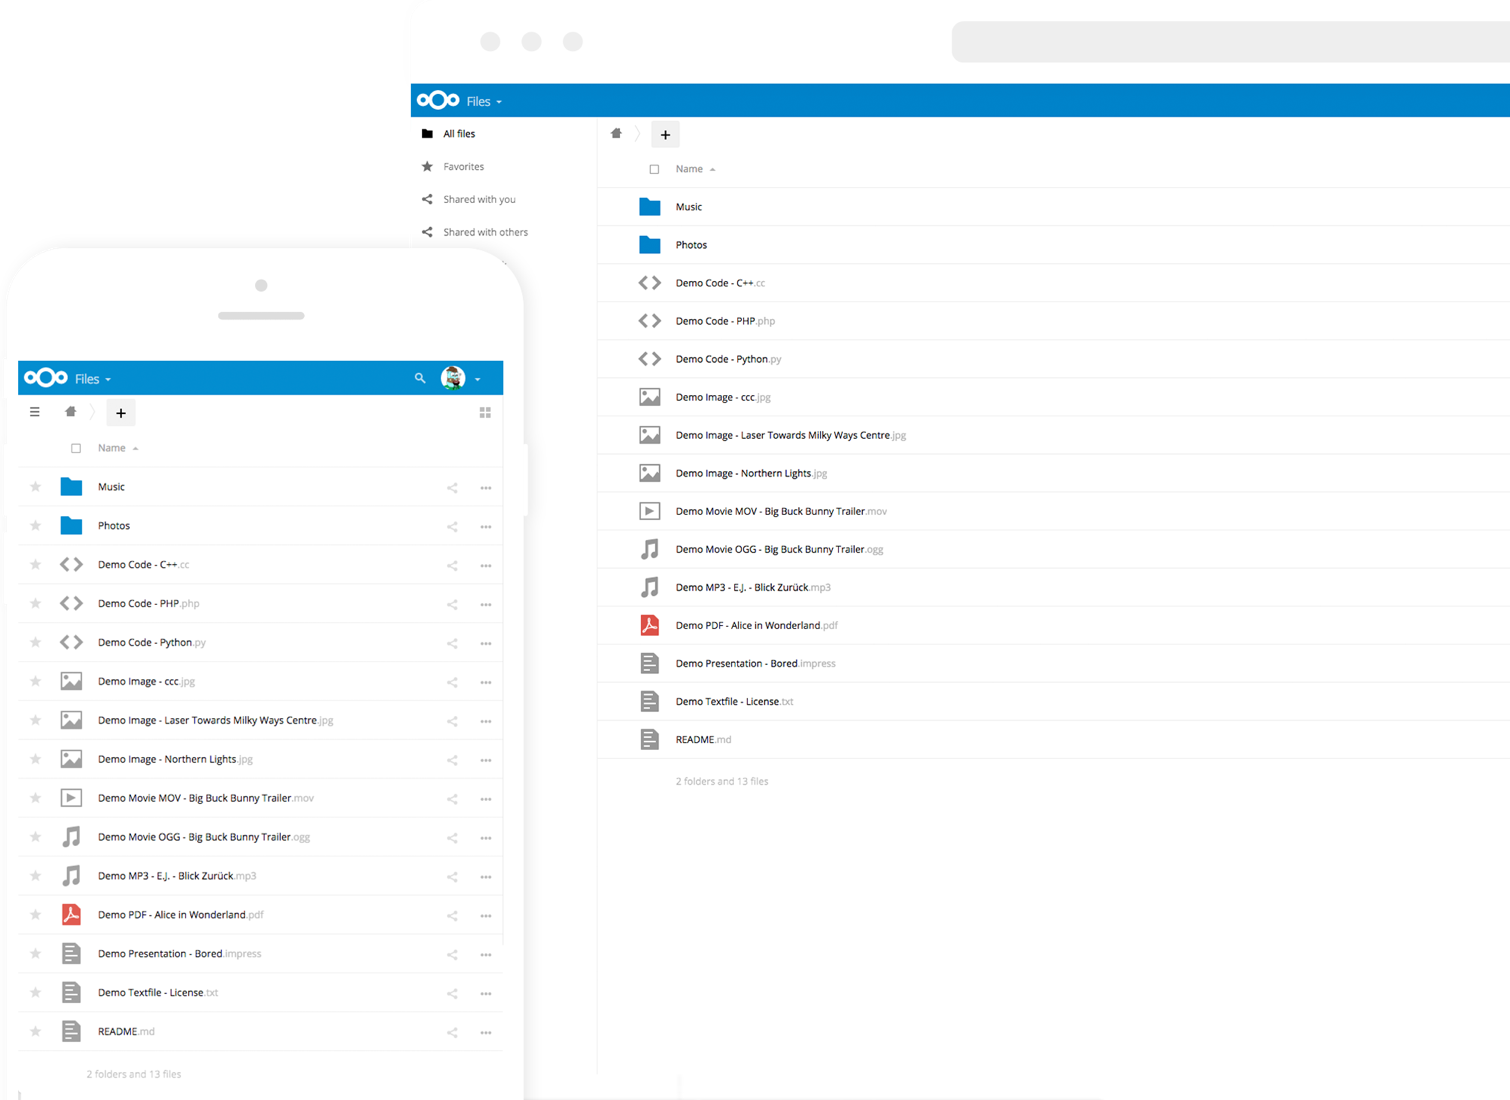 Files
All files
Favorites
Shared with you
Shared with others
Name
Music
Photos
Demo Code - C++.cc
Demo Code - PHP.php
Demo Code - Python.py
Demo Image - ccc.jpg
Demo Image - Laser Towards Milky Ways Centre.jpg
Demo Image - Northern Lights.jpg
Demo Movie MOV - Big Buck Bunny Trailer.mov
Demo Movie OGG - Big Buck Bunny Trailer.ogg
Demo MP3 - E.J. - Blick Zurück.mp3
Demo PDF - Alice in Wonderland.pdf
Demo Presentation - Bored.impress
Demo Textfile - License.txt
README.md
2 folders and 13 files
Files
Name
Music
Photos
Demo Code - C++.cc
Demo Code - PHP.php
Demo Code - Python.py
Demo Image - ccc.jpg
Demo Image - Laser Towards Milky Ways Centre.jpg
Demo Image - Northern Lights.jpg
Demo Movie MOV - Big Buck Bunny Trailer.mov
Demo Movie OGG - Big Buck Bunny Trailer.ogg
Demo MP3 - E.J. - Blick Zurück.mp3
Demo PDF - Alice in Wonderland.pdf
Demo Presentation - Bored.impress
Demo Textfile - License.txt
README.md
2 folders and 13 files